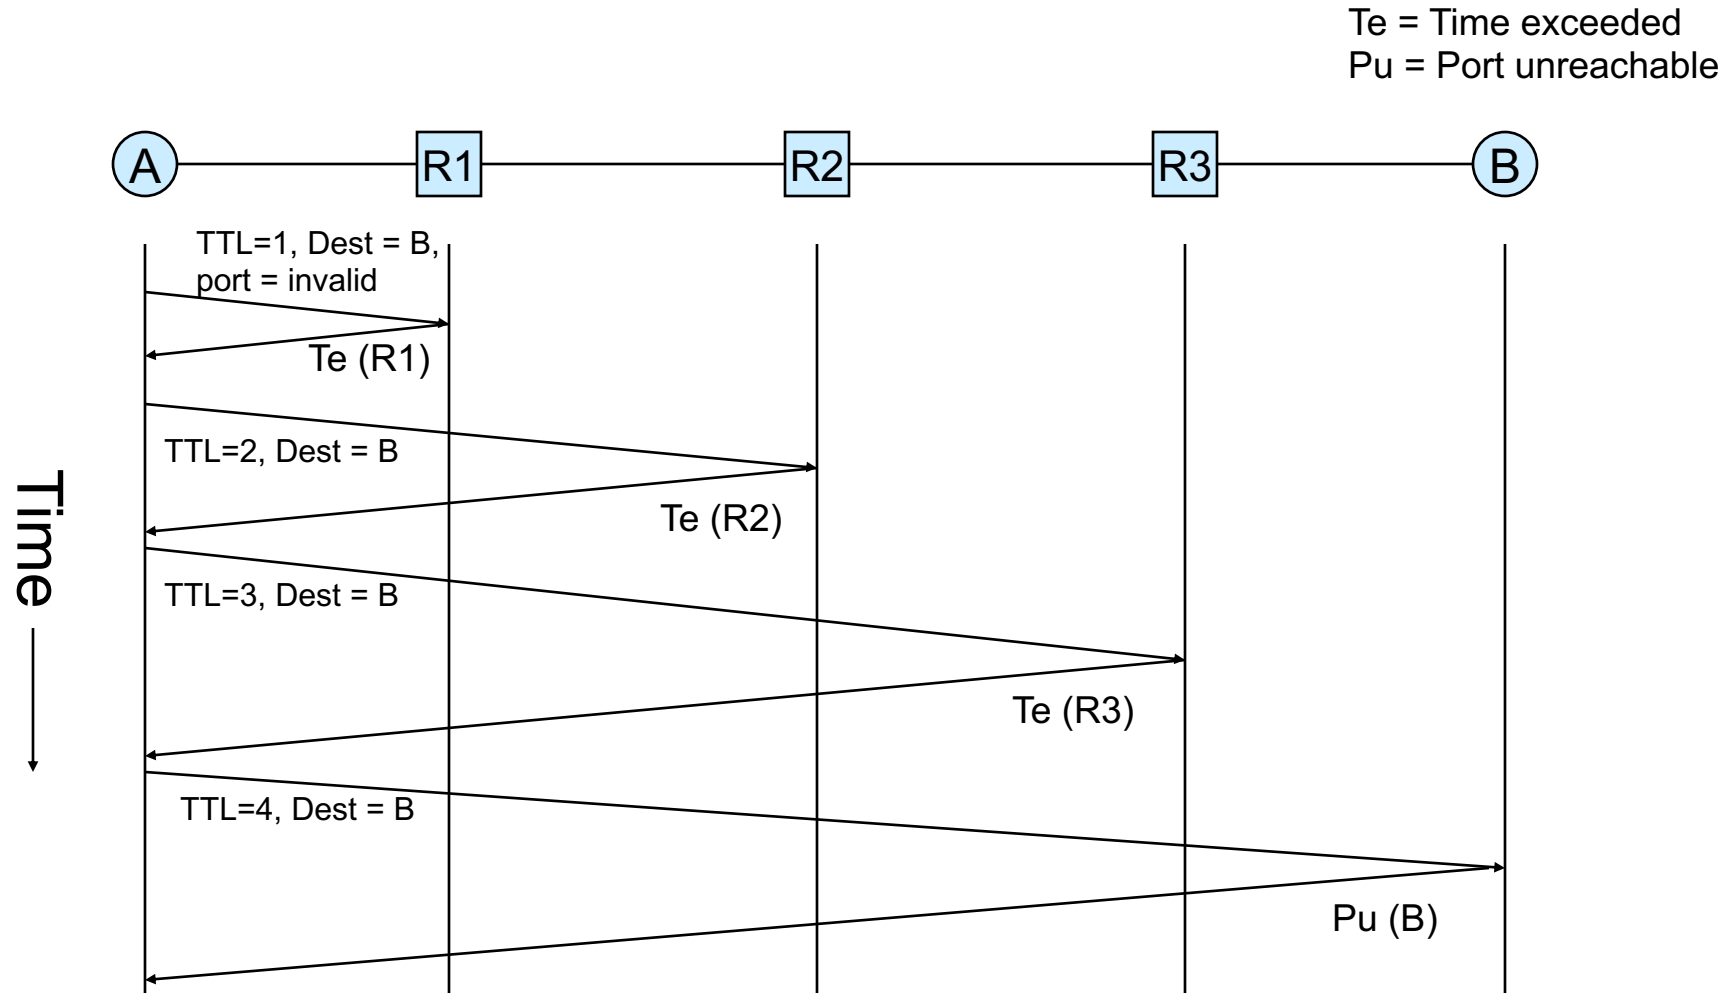 Te = Time exceeded
Pu = Port unreachable
A
R1
R2
R3
B
TTL=1, Dest = B,
port = invalid
Te (R1)
TTL=2, Dest = B
Te (R2)
Time
TTL=3, Dest = B
Te (R3)
TTL=4, Dest = B
Pu (B)